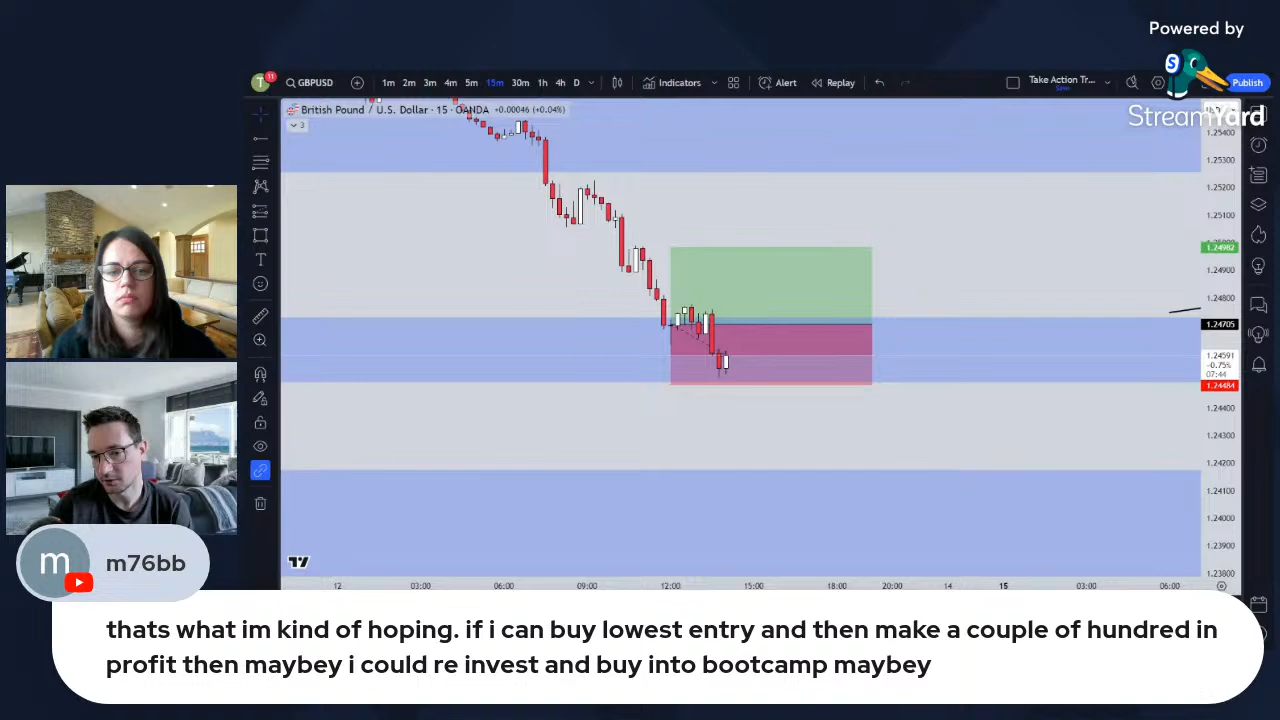 Powered by
StreamYard
T 11 GBPUSD 1m 2m 3m 4m 5m 15m 30m 1h 4h D Indicators Alert Replay Take Action Tr... Save Publish
British Pound / U.S. Dollar · 15 · OANDA +0.00046 (+0.04%)
3
1.25400
1.25300
1.25200
1.25100
1.24982
1.24900
1.24800
1.24705
1.24591
-0.75%
07:44
1.24484
1.24400
1.24300
1.24200
1.24100
1.24000
1.23900
1.23800
12 03:00 06:00 09:00 12:00 15:00 18:00 20:00 14 15 03:00 06:00
m m76bb
thats what im kind of hoping. if i can buy lowest entry and then make a couple of hundred in
profit then maybey i could re invest and buy into bootcamp maybey